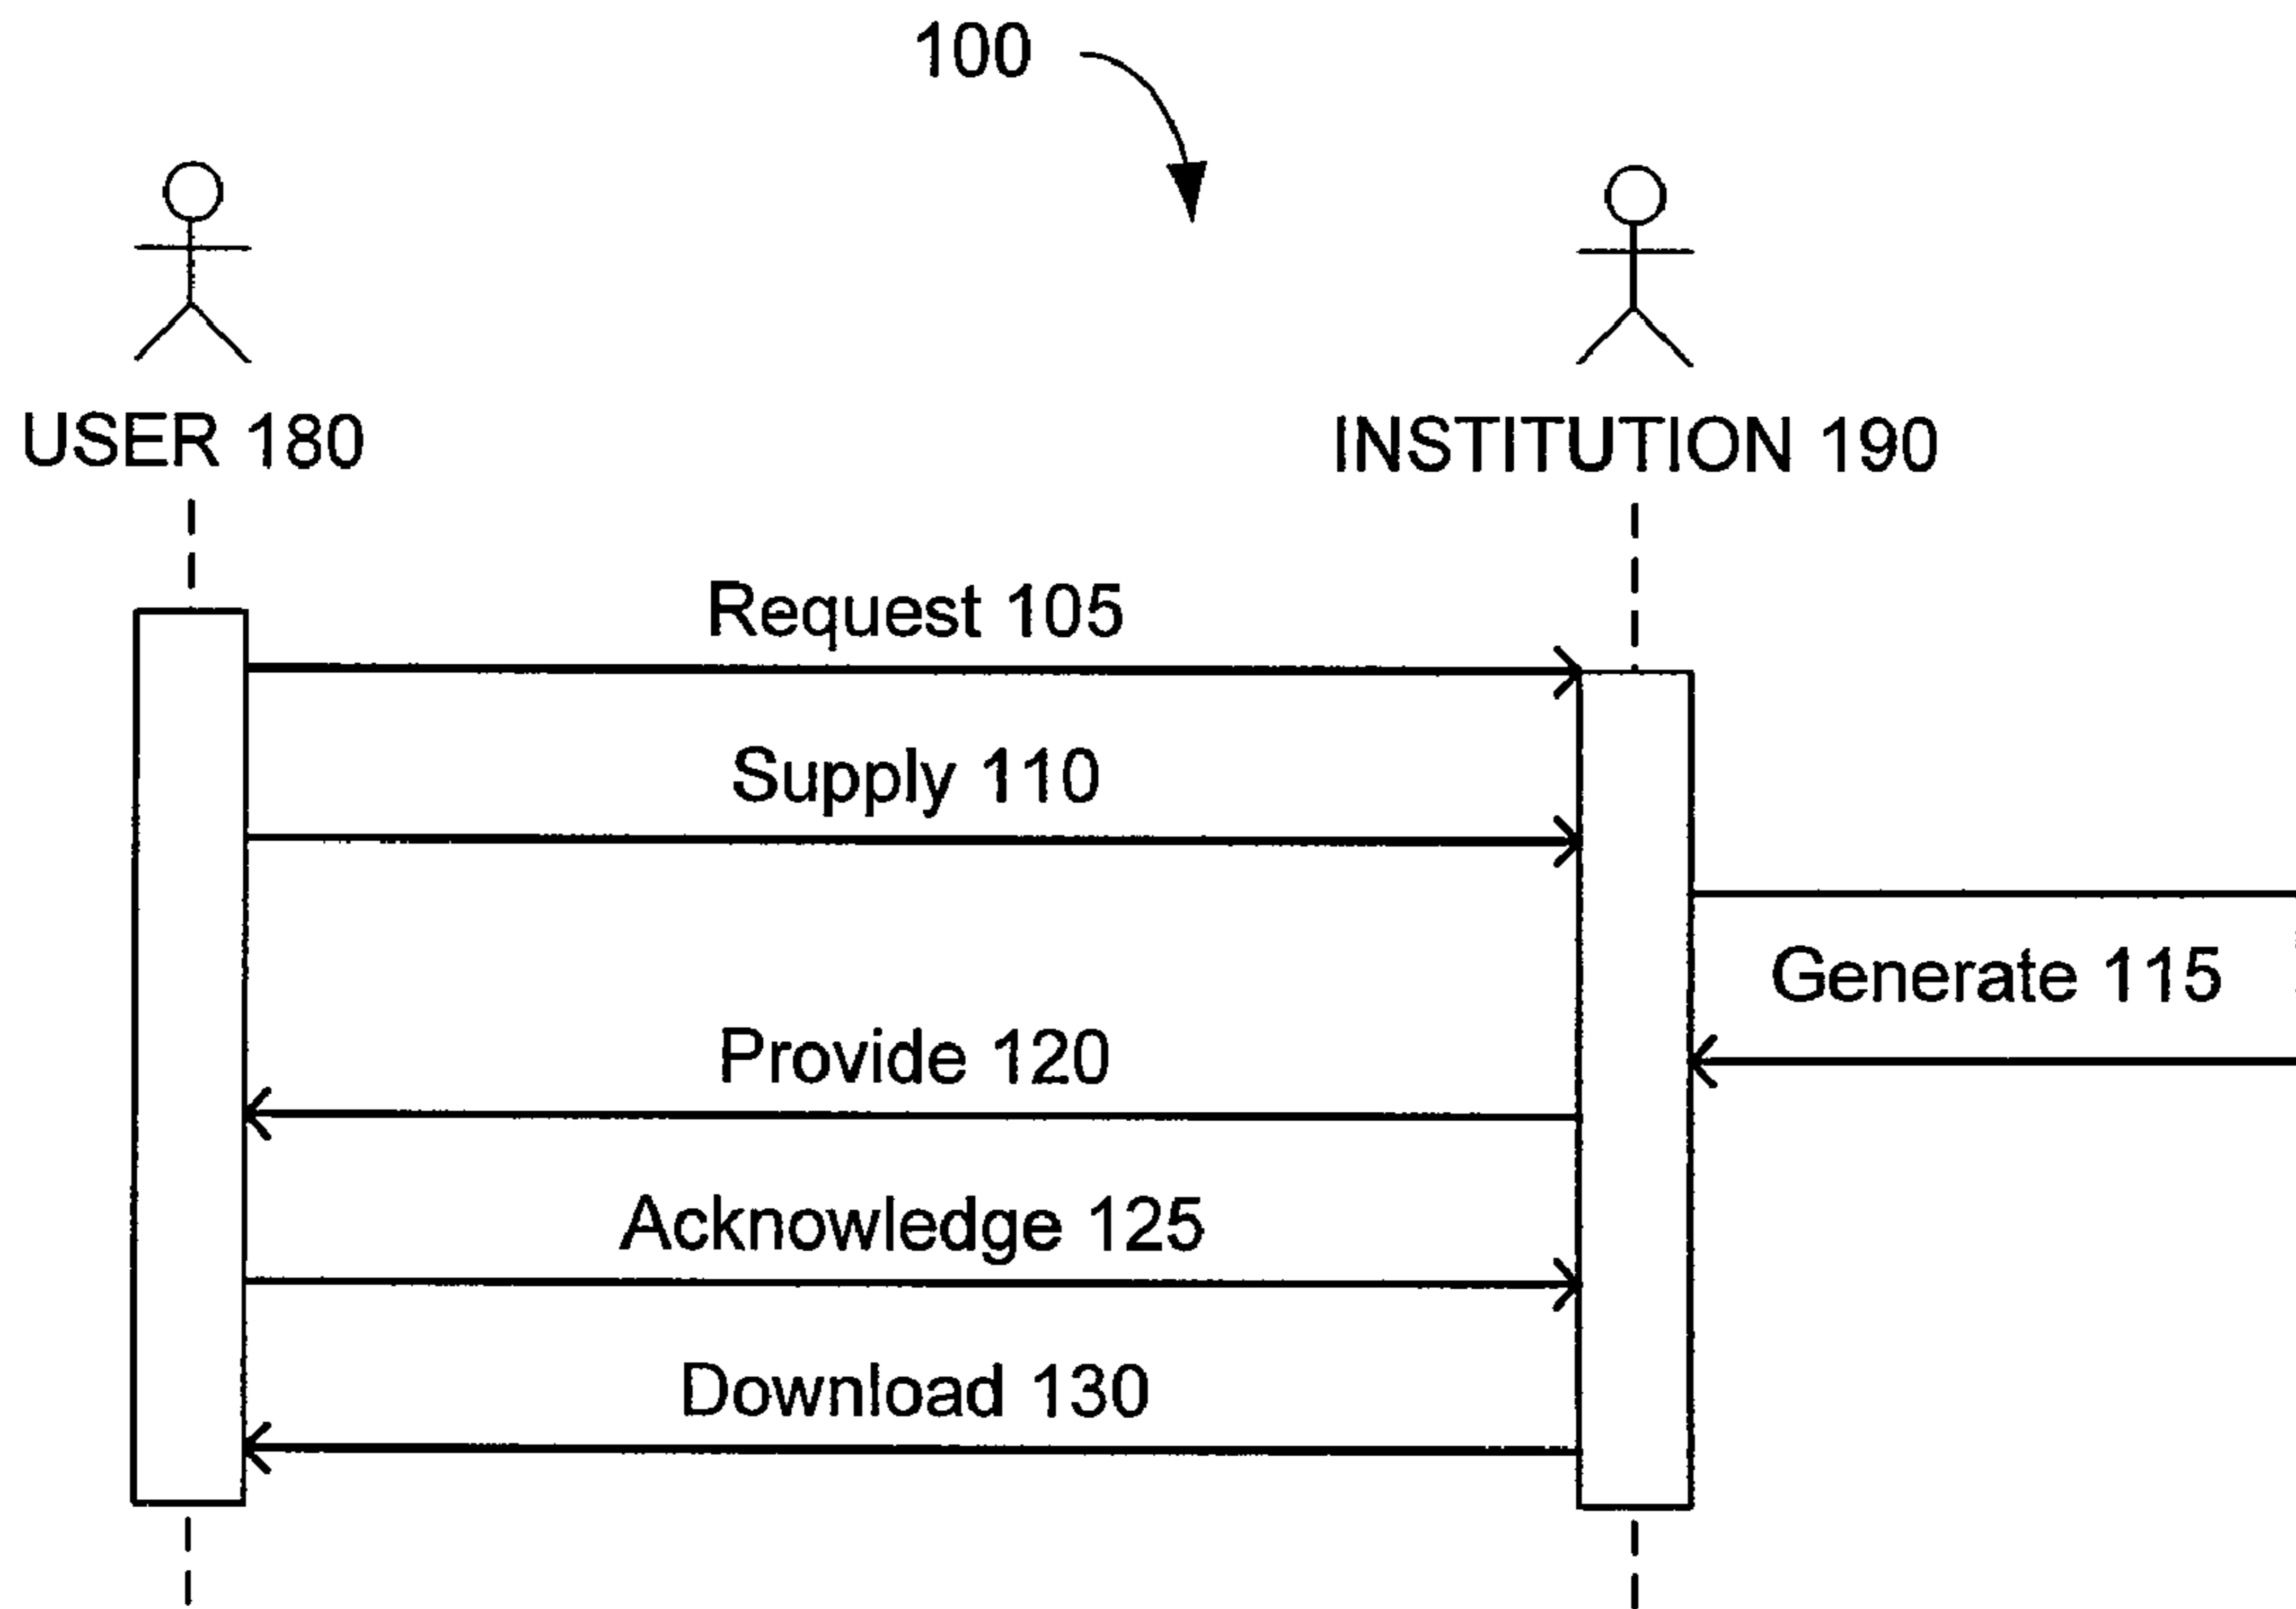 100
USER 180
INSTITUTION 190
Request 105
Supply 110
Generate 115
Provide 120
Acknowledge 125
Download 130